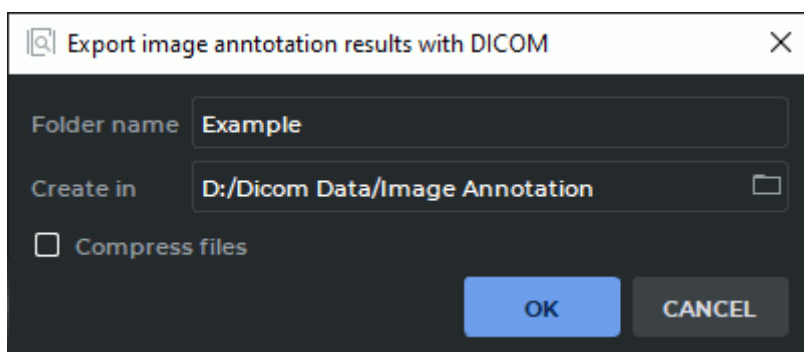 Export image anntotation results with DICOM
Folder name Example
Create in D:/Dicom Data/Image Annotation
Compress files
OK CANCEL